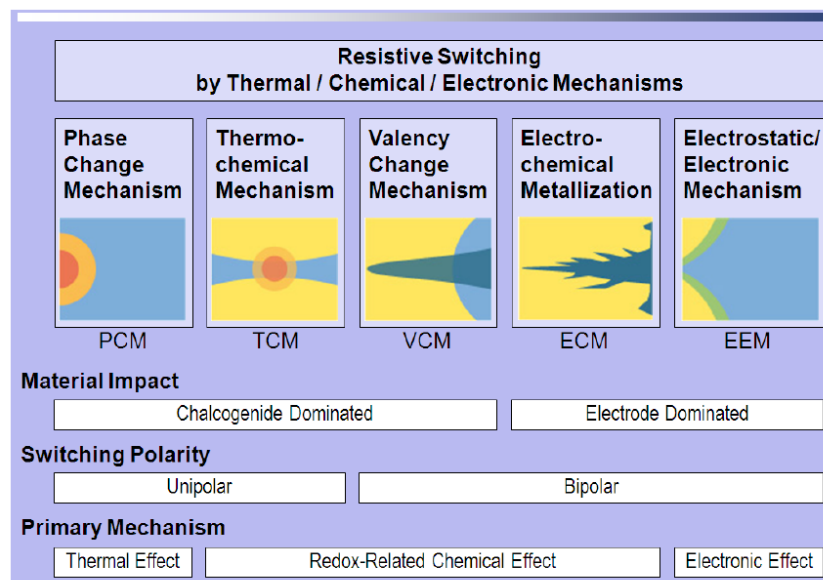 Resistive Switching
by Thermal / Chemical / Electronic Mechanisms
Phase
Change
Mechanism
Thermo-
chemical
Mechanism
Valency
Change
Mechanism
Electro-
chemical
Metallization
Electrostatic/
Electronic
Mechanism
PCM
TCM
VCM
ECM
EEM
Material Impact
Chalcogenide Dominated
Electrode Dominated
Switching Polarity
Unipolar
Bipolar
Primary Mechanism
Thermal Effect
Redox-Related Chemical Effect
Electronic Effect